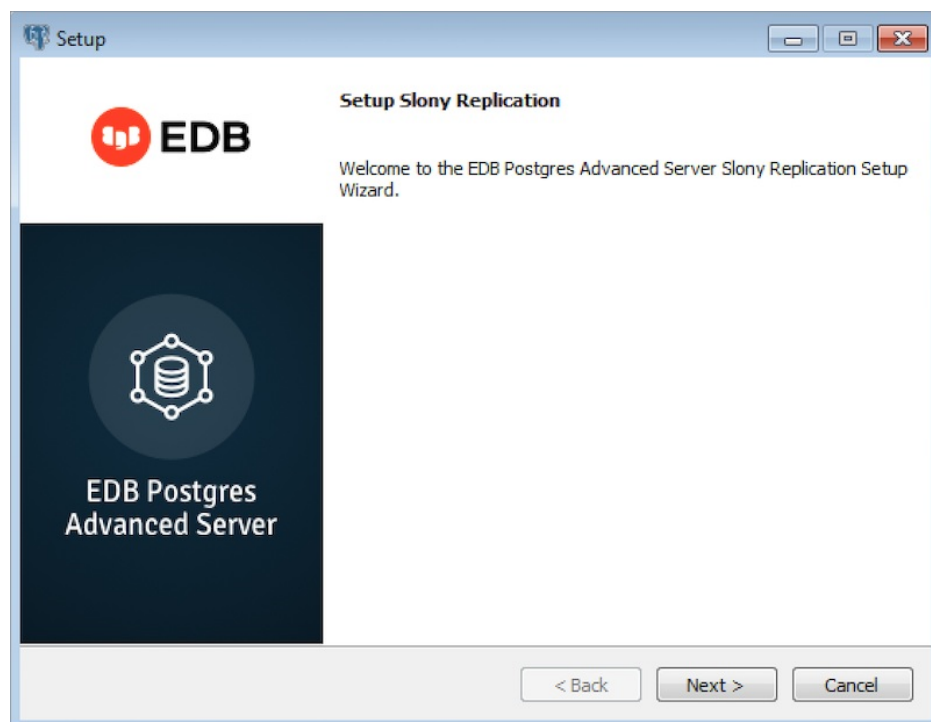 Setup
EDB
Setup Slony Replication
Welcome to the EDB Postgres Advanced Server Slony Replication Setup
Wizard.
EDB Postgres
Advanced Server
< Back
Next >
Cancel